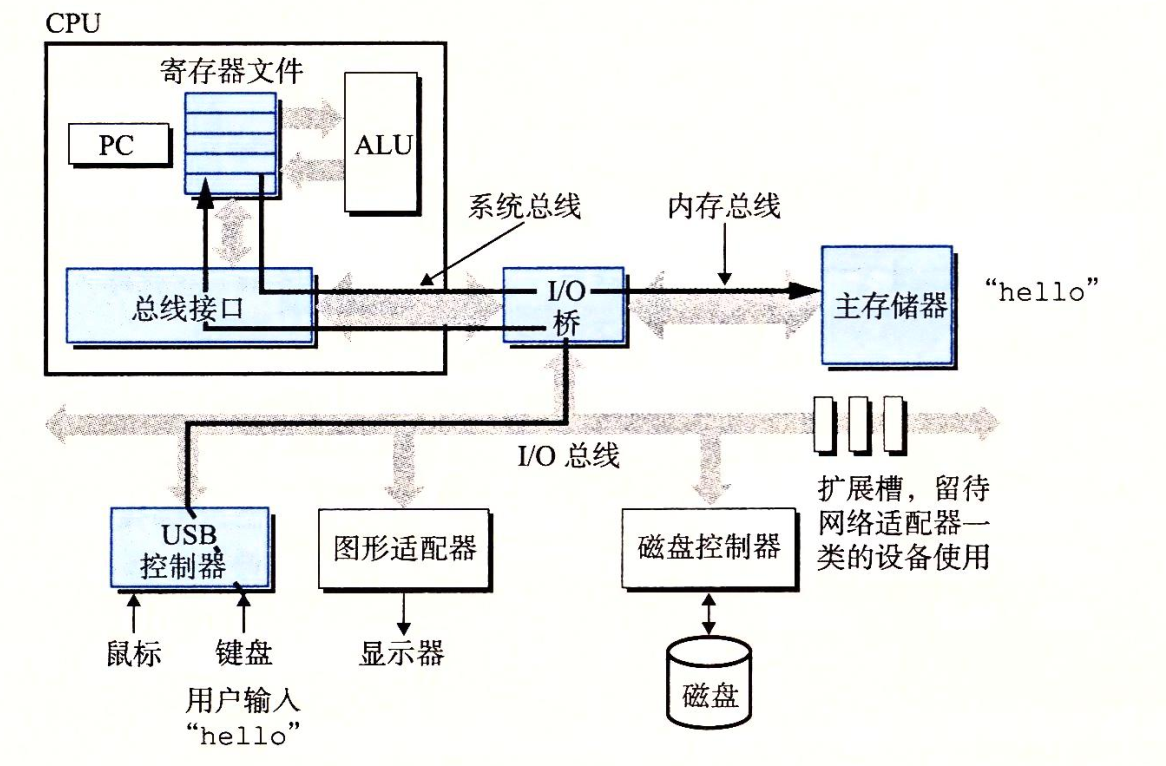 CPU
寄存器文件
PC
ALU
系统总线
内存总线
总线接口
I/O
桥
主存储器
“hello”
I/O 总线
扩展槽，留待
网络适配器一
类的设备使用
USB
控制器
图形适配器
磁盘控制器
鼠标
键盘
显示器
磁盘
用户输入
“hello”